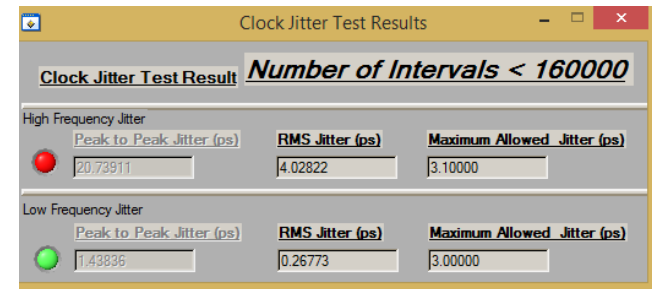 Clock Jitter Test Results
Clock Jitter Test Result Number of Intervals < 160000
High Frequency Jitter
Peak to Peak Jitter (ps) RMS Jitter (ps) Maximum Allowed Jitter (ps)
20.73911 4.02822 3.10000
Low Frequency Jitter
Peak to Peak Jitter (ps) RMS Jitter (ps) Maximum Allowed Jitter (ps)
1.43836 0.26773 3.00000